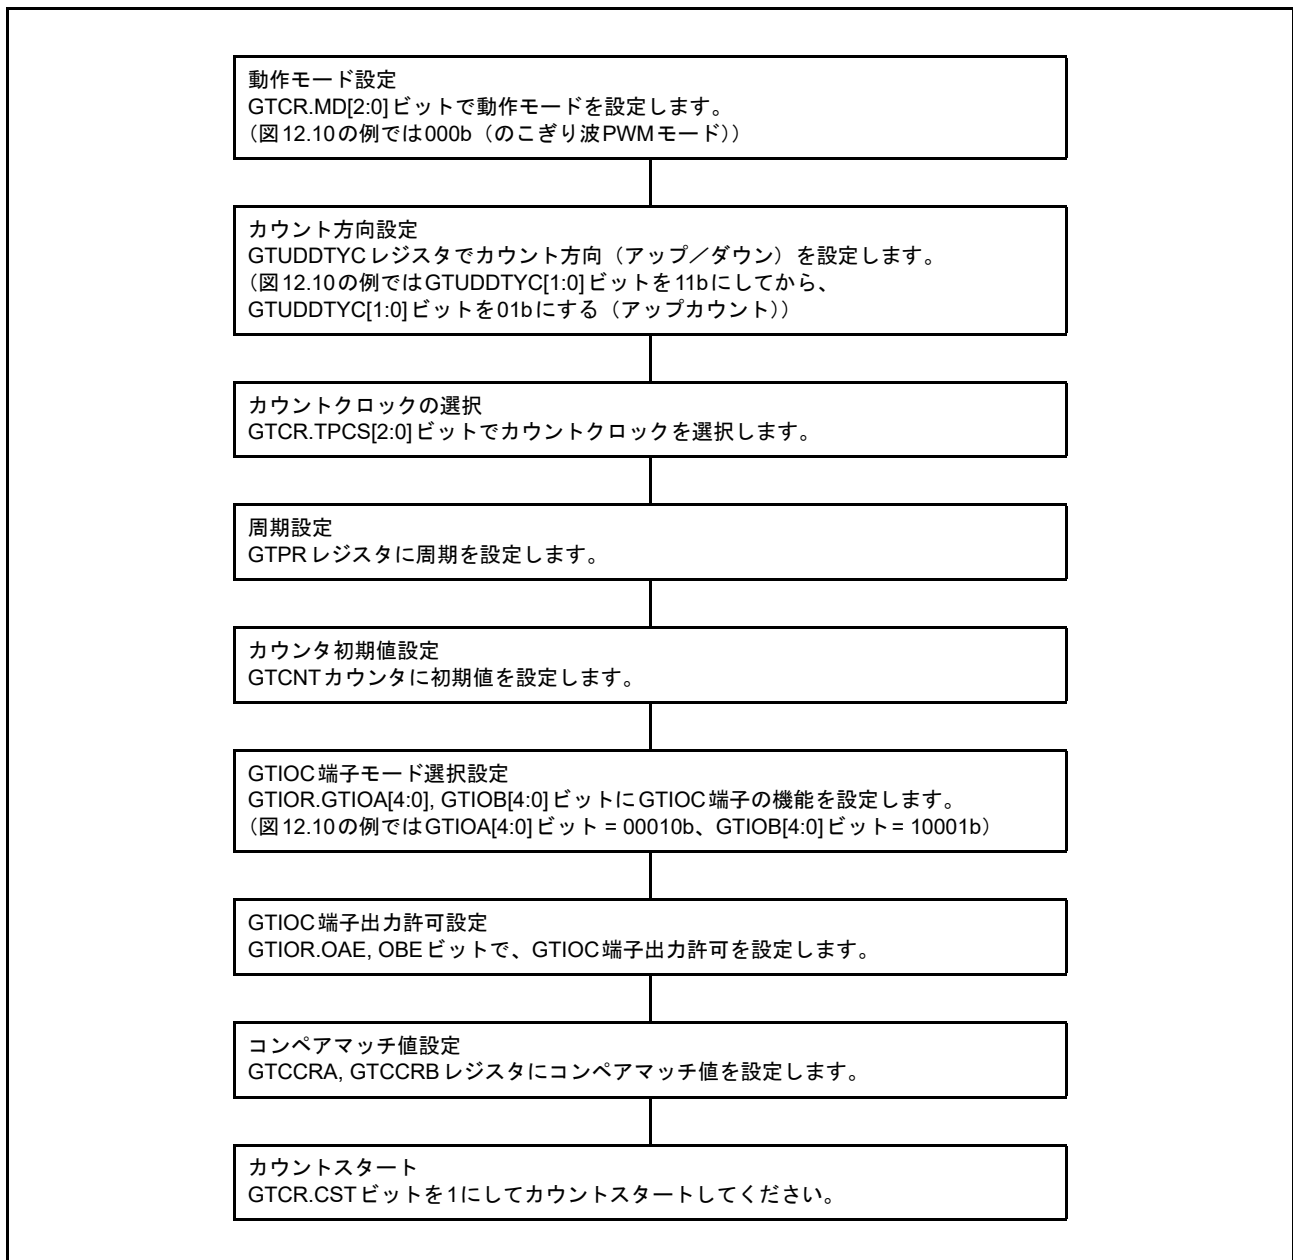 動作モード設定
GTCR.MD[2:0]ビットで動作モードを設定します。
（図12.10の例では000b（のこぎり波PWMモード））
カウント方向設定
GTUDDTYCレジスタでカウント方向（アップ／ダウン）を設定します。
（図12.10の例ではGTUDDTYC[1:0]ビットを11bにしてから、
GTUDDTYC[1:0]ビットを01bにする（アップカウント））
カウントクロックの選択
GTCR.TPCS[2:0]ビットでカウントクロックを選択します。
周期設定
GTPRレジスタに周期を設定します。
カウンタ初期値設定
GTCNTカウンタに初期値を設定します。
GTIOC端子モード選択設定
GTIOR.GTIOA[4:0], GTIOB[4:0]ビットにGTIOC端子の機能を設定します。
（図12.10の例ではGTIOA[4:0]ビット = 00010b、GTIOB[4:0]ビット= 10001b）
GTIOC端子出力許可設定
GTIOR.OAE, OBEビットで、GTIOC端子出力許可を設定します。
コンペアマッチ値設定
GTCCRA, GTCCRBレジスタにコンペアマッチ値を設定します。
カウントスタート
GTCR.CSTビットを1にしてカウントスタートしてください。